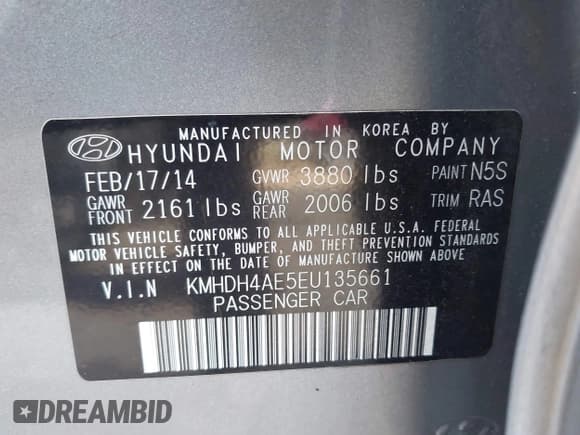 MANUFACTURED IN KOREA BY
HYUNDAI MOTOR COMPANY
FEB/17/14 GVWR 3880 lbs PAINT N5S
GAWR FRONT 2161 lbs GAWR REAR 2006 lbs TRIM RAS
THIS VEHICLE CONFORMS TO ALL APPLICABLE U.S.A. FEDERAL
MOTOR VEHICLE SAFETY, BUMPER, AND THEFT PREVENTION STANDARDS
IN EFFECT ON THE DATE OF MANUFACTURE SHOWN ABOVE.
V.I.N KMHDH4AE5EU135661
PASSENGER CAR
DREAMBID